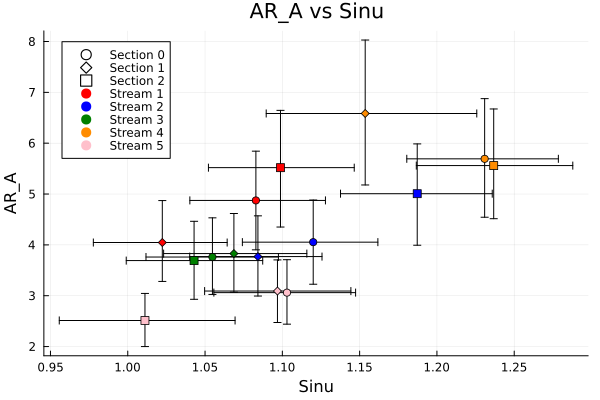 AR_A vs Sinu
8
7
6
5
4
3
2
AR_A
Section 0
Section 1
Section 2
Stream 1
Stream 2
Stream 3
Stream 4
Stream 5
0.95 1.00 1.05 1.10 1.15 1.20 1.25
Sinu